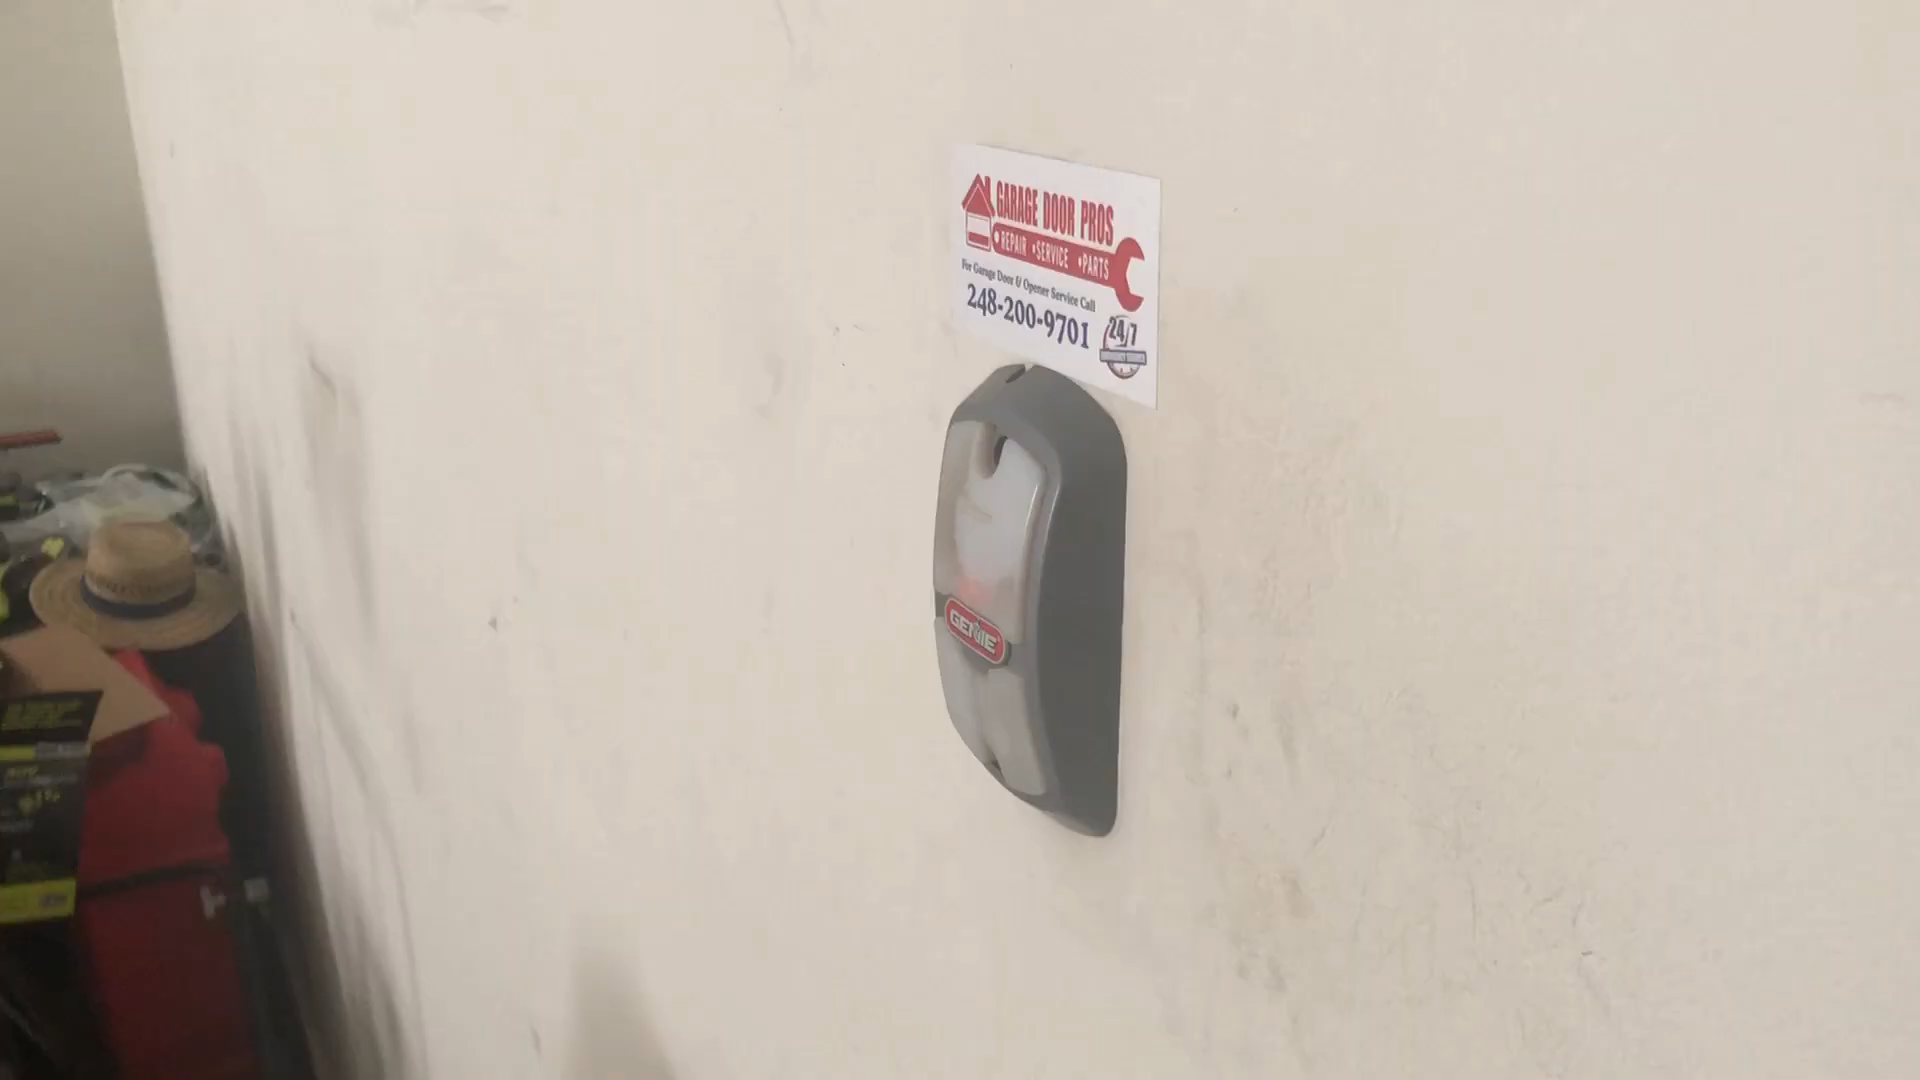 GARAGE DOOR PROS
•REPAIR •SERVICE •PARTS
For Garage Door & Opener Service Call
248-200-9701
24/7
GENIE